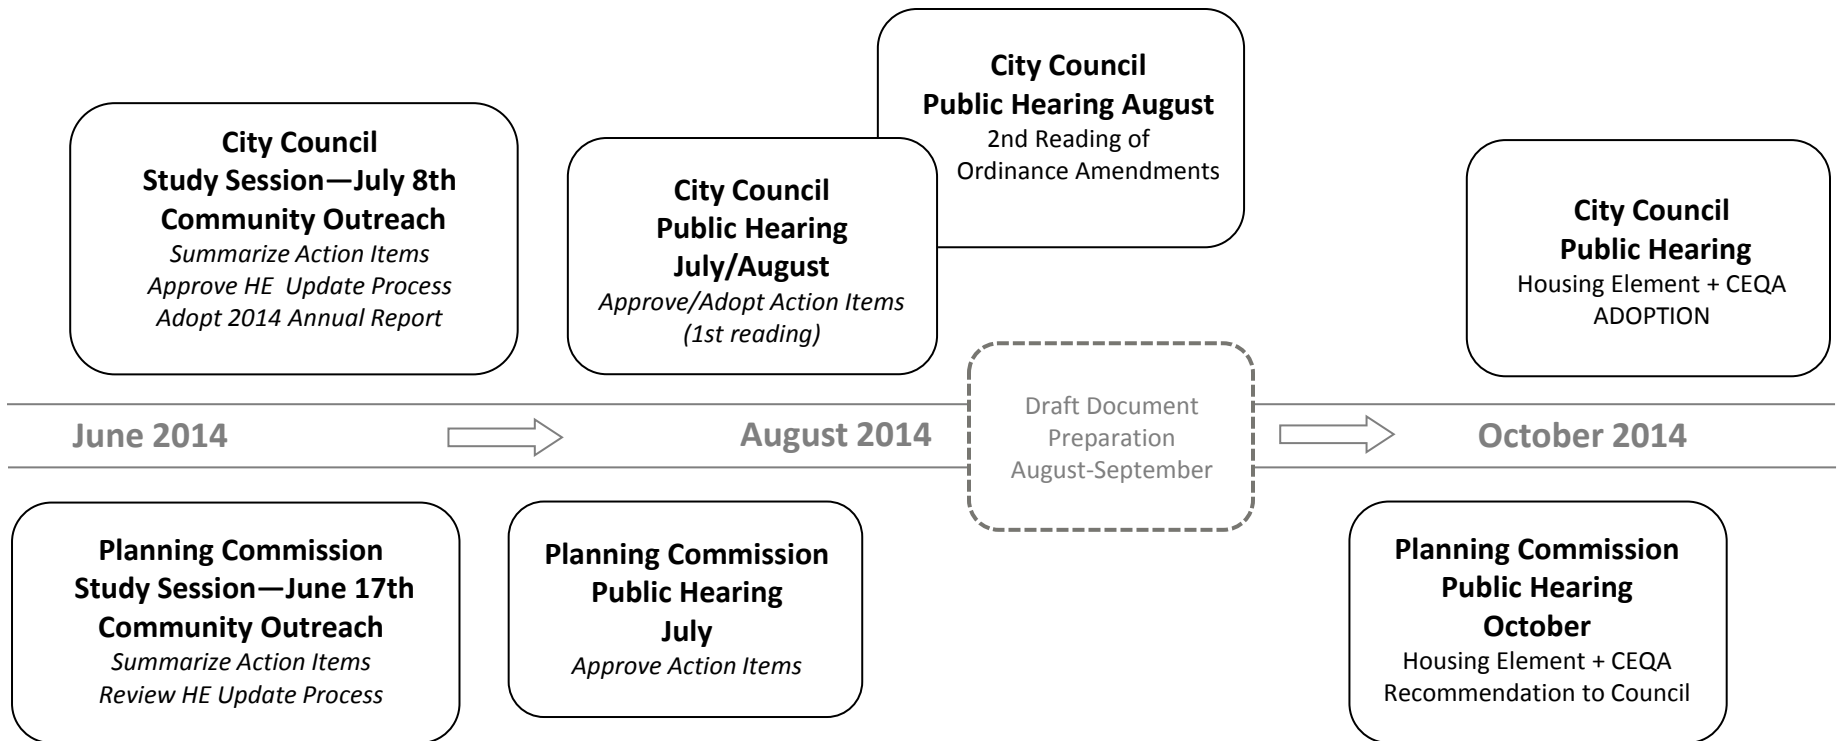 City Council
Public Hearing August
2nd Reading of
Ordinance Amendments
City Council
Study Session—July 8th
Community Outreach
Summarize Action Items
Approve HE  Update Process
Adopt 2014 Annual Report
City Council
Public Hearing
July/August
Approve/Adopt Action Items
(1st reading)
City Council
Public Hearing
Housing Element + CEQA
ADOPTION
June 2014
August 2014
Draft Document
Preparation
August-September
October 2014
Planning Commission
Study Session—June 17th
Community Outreach
Summarize Action Items
Review HE Update Process
Planning Commission
Public Hearing
July
Approve Action Items
Planning Commission
Public Hearing
October
Housing Element + CEQA
Recommendation to Council